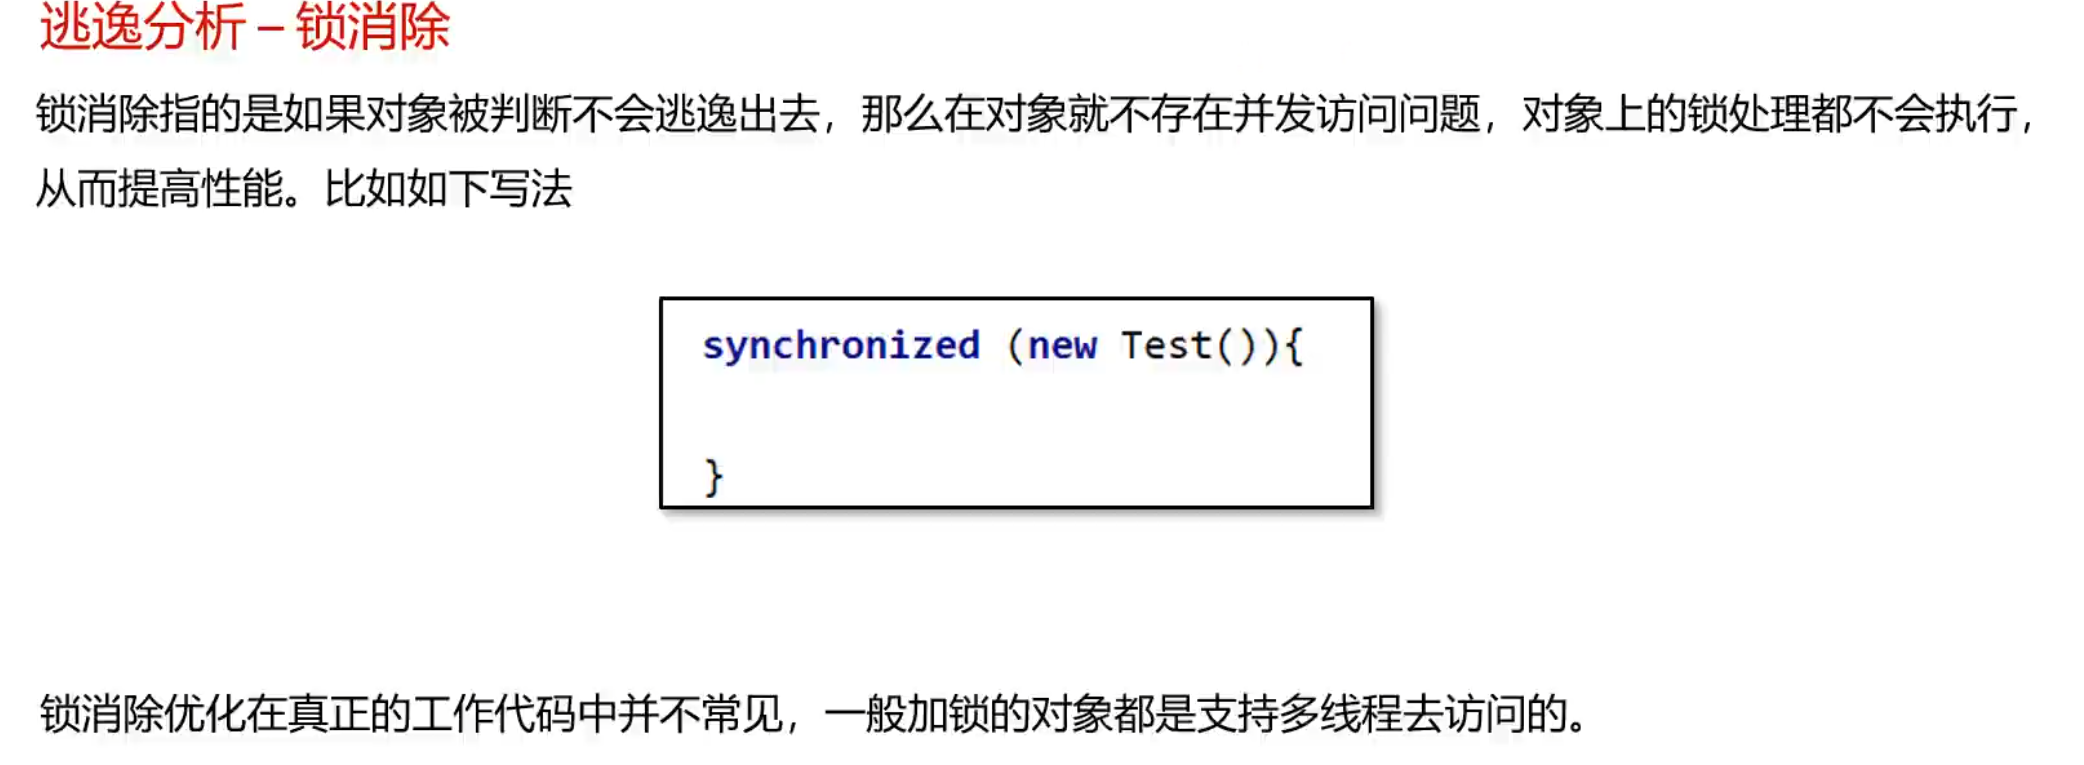 逃逸分析 – 锁消除
锁消除指的是如果对象被判断不会逃逸出去，那么在对象就不存在并发访问问题，对象上的锁处理都不会执行，
从而提高性能。比如如下写法
synchronized (new Test()){
}
锁消除优化在真正的工作代码中并不常见，一般加锁的对象都是支持多线程去访问的。